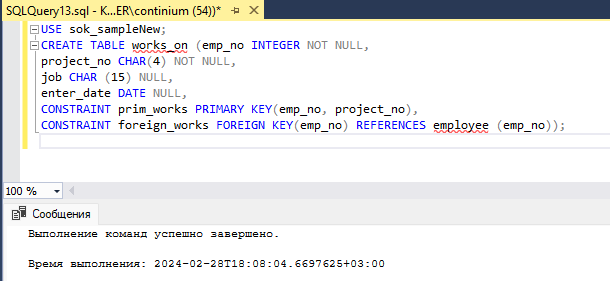 SQLQuery13.sql - K...ER\continium (54))*
USE sok_sampleNew;
CREATE TABLE works_on (emp_no INTEGER NOT NULL,
project_no CHAR(4) NOT NULL,
job CHAR (15) NULL,
enter_date DATE NULL,
CONSTRAINT prim_works PRIMARY KEY(emp_no, project_no),
CONSTRAINT foreign_works FOREIGN KEY(emp_no) REFERENCES employee (emp_no));
100 %
Сообщения
Выполнение команд успешно завершено.
Время выполнения: 2024-02-28T18:08:04.6697625+03:00